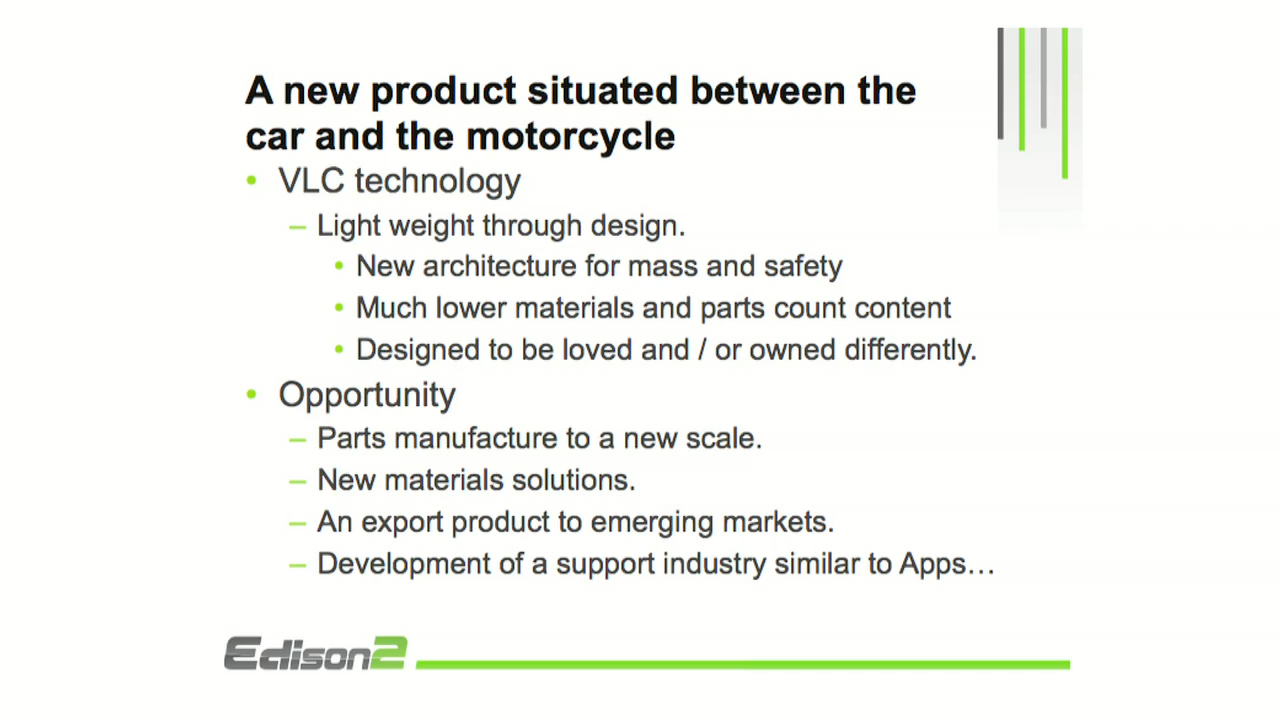 A new product situated between the
car and the motorcycle
• VLC technology
– Light weight through design.
• New architecture for mass and safety
• Much lower materials and parts count content
• Designed to be loved and / or owned differently.
• Opportunity
– Parts manufacture to a new scale.
– New materials solutions.
– An export product to emerging markets.
– Development of a support industry similar to Apps…
Edison2